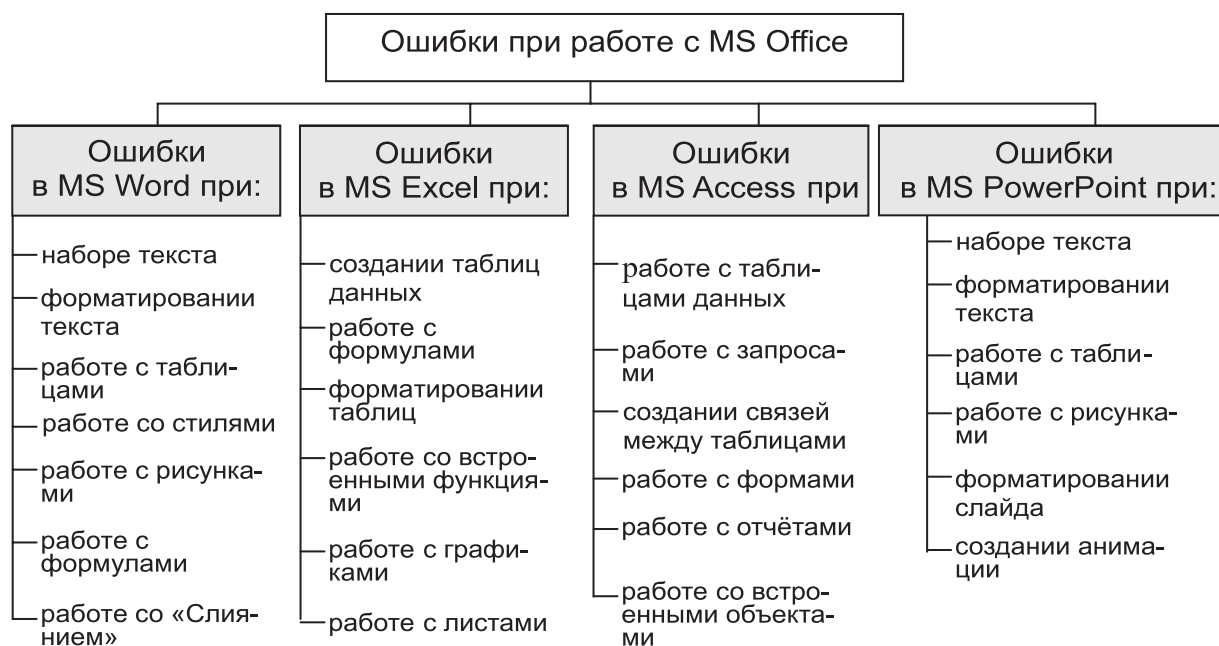 Ошибки при работе с MS Office
Ошибки
в MS Word при:
наборе текста
форматировании
текста
работе с табли-
цами
работе со стилями
работе с рисунка-
ми
работе с
формулами
работе со «Слия-
нием»
Ошибки
в MS Excel при:
создании таблиц
данных
работе с
формулами
форматировании
таблиц
работе со встро-
енными функция-
ми
работе с графи-
ками
работе с листами
Ошибки
в MS Access при
работе с табли-
цами данных
работе с запроса-
ми
создании связей
между таблицами
работе с формами
работе с отчётами
работе со встро-
енными объекта-
ми
Ошибки
в MS PowerPoint при:
наборе текста
форматировании
текста
работе с табли-
цами
работе с рисунка-
ми
форматировании
слайда
создании анима-
ции